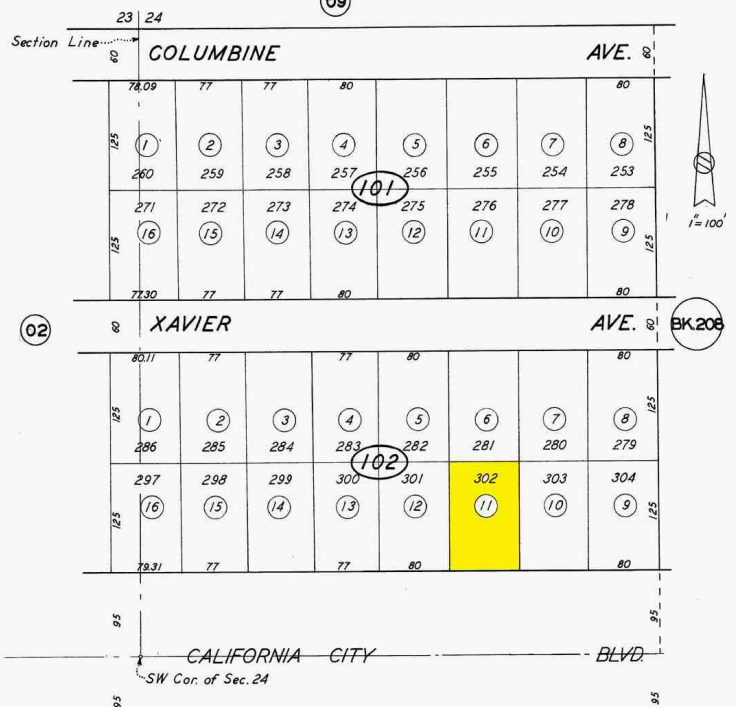 09
23 24
Section Line
60 COLUMBINE AVE. 60
78.09 77 77 80 80
125 1 2 3 4 5 6 7 8 125
260 259 258 257 256 255 254 253
101
271 272 273 274 275 276 277 278
125 16 15 14 13 12 11 10 9 125
1"=100'
77.30 77 77 80 80
02 60 XAVIER AVE. 60 BK.208
80.11 77 77 80 80
125 1 2 3 4 5 6 7 8 125
286 285 284 283 282 281 280 279
102
297 298 299 300 301 302 303 304
125 16 15 14 13 12 11 10 9 125
79.31 77 77 80 80
95 95
CALIFORNIA CITY BLVD.
SW Cor. of Sec. 24
95 95